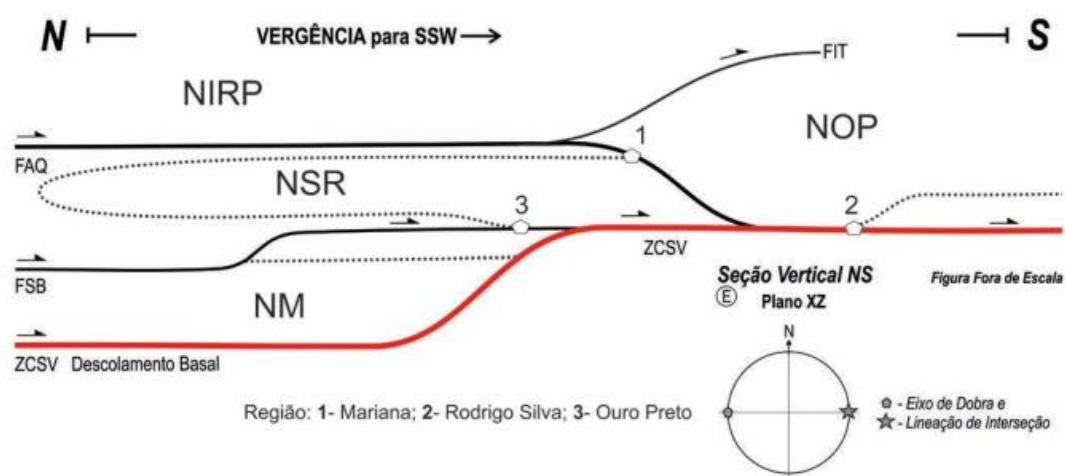 N
VERGÊNCIA para SSW
S
FIT
NIRP
NOP
1
FAQ
NSR
3
2
ZCSV
FSB
Seção Vertical NS
Figura Fora de Escala
E Plano XZ
NM
N
ZCSV Descolamento Basal
Região: 1- Mariana; 2- Rodrigo Silva; 3- Ouro Preto
- Eixo de Dobra e
- Lineação de Interseção